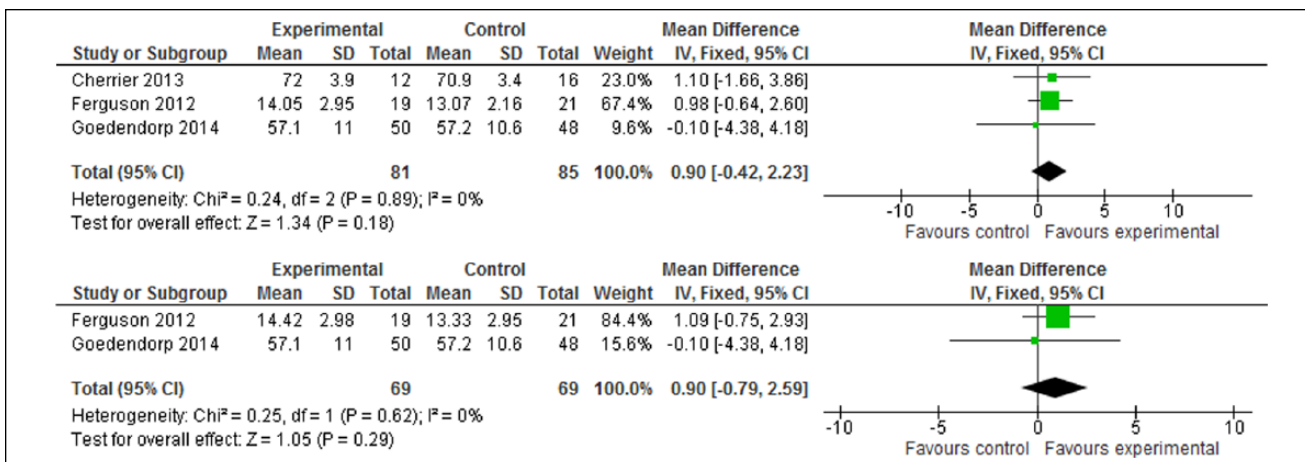 Experimental Control Mean Difference Mean Difference
Study or Subgroup Mean SD Total Mean SD Total Weight IV, Fixed, 95% CI IV, Fixed, 95% CI
Cherrier 2013 72 3.9 12 70.9 3.4 16 23.0% 1.10 [-1.66, 3.86]
Ferguson 2012 14.05 2.95 19 13.07 2.16 21 67.4% 0.98 [-0.64, 2.60]
Goedendorp 2014 57.1 11 50 57.2 10.6 48 9.6% -0.10 [-4.38, 4.18]
Total (95% CI) 81 85 100.0% 0.90 [-0.42, 2.23]
Heterogeneity: Chi² = 0.24, df = 2 (P = 0.89); I² = 0%
Test for overall effect: Z = 1.34 (P = 0.18)
-10 -5 0 5 10
Favours control Favours experimental
Experimental Control Mean Difference Mean Difference
Study or Subgroup Mean SD Total Mean SD Total Weight IV, Fixed, 95% CI IV, Fixed, 95% CI
Ferguson 2012 14.42 2.98 19 13.33 2.95 21 84.4% 1.09 [-0.75, 2.93]
Goedendorp 2014 57.1 11 50 57.2 10.6 48 15.6% -0.10 [-4.38, 4.18]
Total (95% CI) 69 69 100.0% 0.90 [-0.79, 2.59]
Heterogeneity: Chi² = 0.25, df = 1 (P = 0.62); I² = 0%
Test for overall effect: Z = 1.05 (P = 0.29)
-10 -5 0 5 10
Favours control Favours experimental